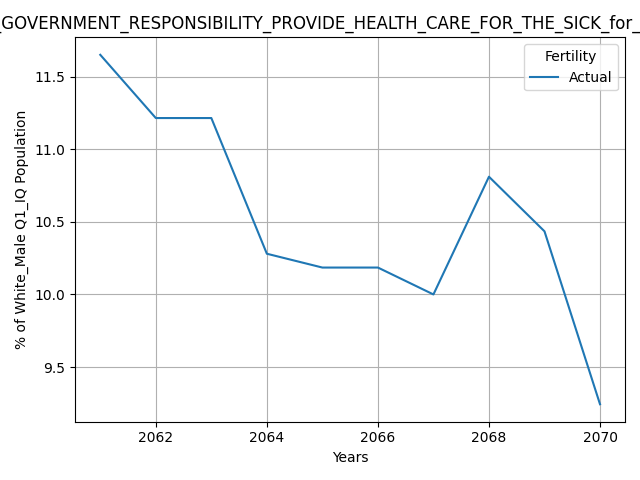 _GOVERNMENT_RESPONSIBILITY_PROVIDE_HEALTH_CARE_FOR_THE_SICK_for_
Fertility
Actual
% of White_Male Q1_IQ Population
11.5
11.0
10.5
10.0
9.5
2062 2064 2066 2068 2070
Years